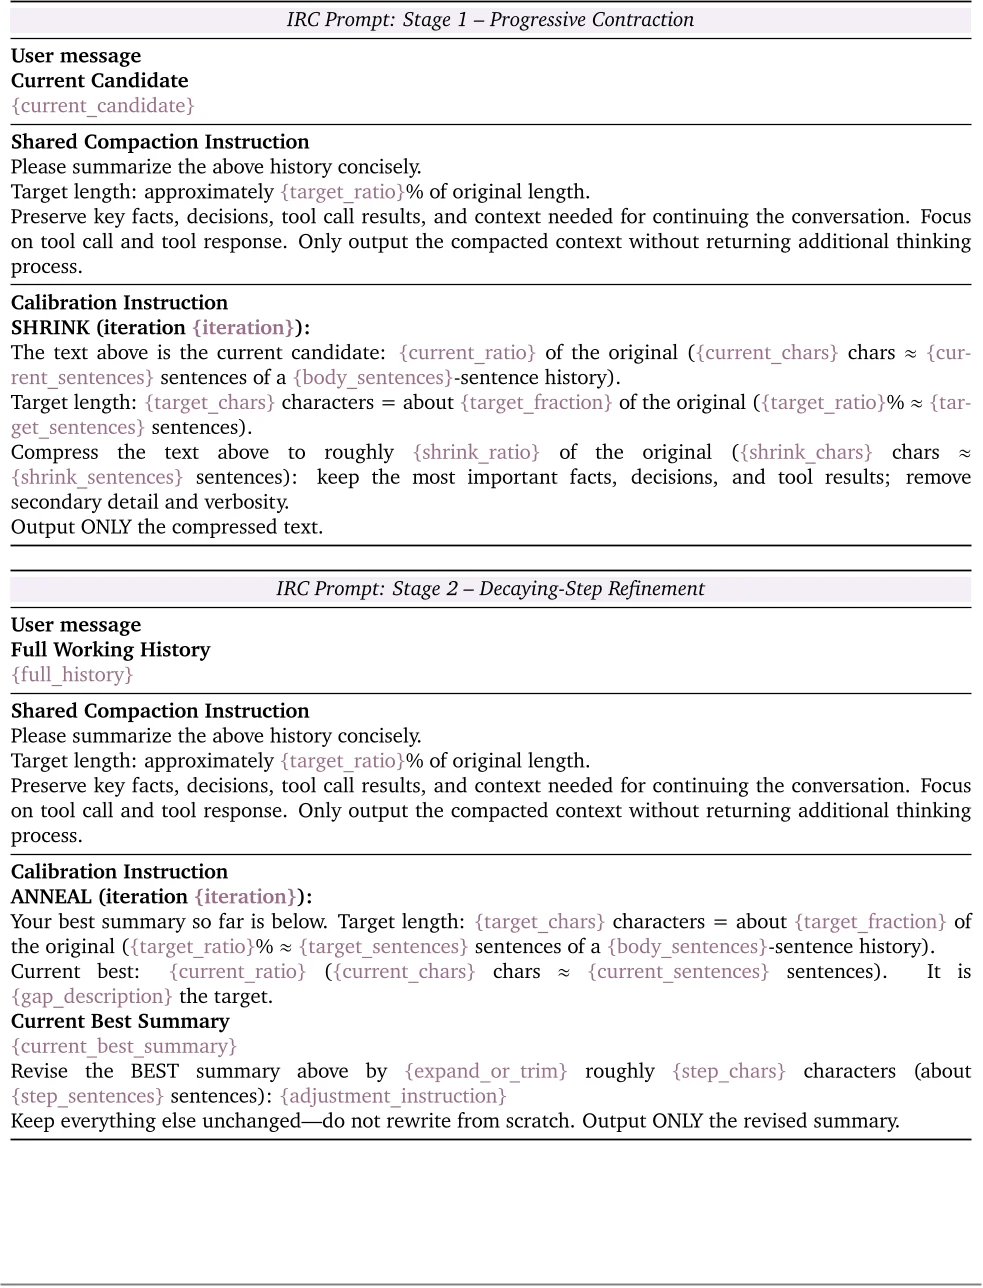 IRC Prompt: Stage 1 – Progressive Contraction
User message
Current Candidate
{current_candidate}
Shared Compaction Instruction
Please summarize the above history concisely.
Target length: approximately {target_ratio}% of original length.
Preserve key facts, decisions, tool call results, and context needed for continuing the conversation. Focus
on tool call and tool response. Only output the compacted context without returning additional thinking
process.
Calibration Instruction
SHRINK (iteration {iteration}):
The text above is the current candidate: {current_ratio} of the original ({current_chars} chars ≈ {cur-
rent_sentences} sentences of a {body_sentences}-sentence history).
Target length: {target_chars} characters = about {target_fraction} of the original ({target_ratio}% ≈ {tar-
get_sentences} sentences).
Compress the text above to roughly {shrink_ratio} of the original ({shrink_chars} chars ≈
{shrink_sentences} sentences): keep the most important facts, decisions, and tool results; remove
secondary detail and verbosity.
Output ONLY the compressed text.
IRC Prompt: Stage 2 – Decaying-Step Refinement
User message
Full Working History
{full_history}
Shared Compaction Instruction
Please summarize the above history concisely.
Target length: approximately {target_ratio}% of original length.
Preserve key facts, decisions, tool call results, and context needed for continuing the conversation. Focus
on tool call and tool response. Only output the compacted context without returning additional thinking
process.
Calibration Instruction
ANNEAL (iteration {iteration}):
Your best summary so far is below. Target length: {target_chars} characters = about {target_fraction} of
the original ({target_ratio}% ≈ {target_sentences} sentences of a {body_sentences}-sentence history).
Current best: {current_ratio} ({current_chars} chars ≈ {current_sentences} sentences). It is
{gap_description} the target.
Current Best Summary
{current_best_summary}
Revise the BEST summary above by {expand_or_trim} roughly {step_chars} characters (about
{step_sentences} sentences): {adjustment_instruction}
Keep everything else unchanged—do not rewrite from scratch. Output ONLY the revised summary.